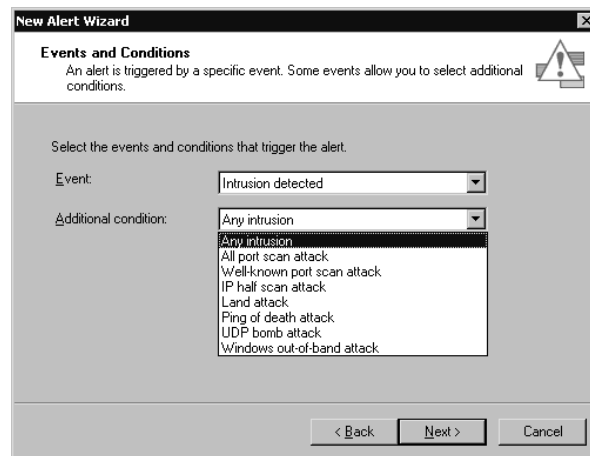 New Alert Wizard
Events and Conditions
An alert is triggered by a specific event. Some events allow you to select additional
conditions.
Select the events and conditions that trigger the alert.
Event:
Intrusion detected
Additional condition:
Any intrusion
Any intrusion
All port scan attack
Well-known port scan attack
IP half scan attack
Land attack
Ping of death attack
UDP bomb attack
Windows out-of-band attack
< Back
Next >
Cancel